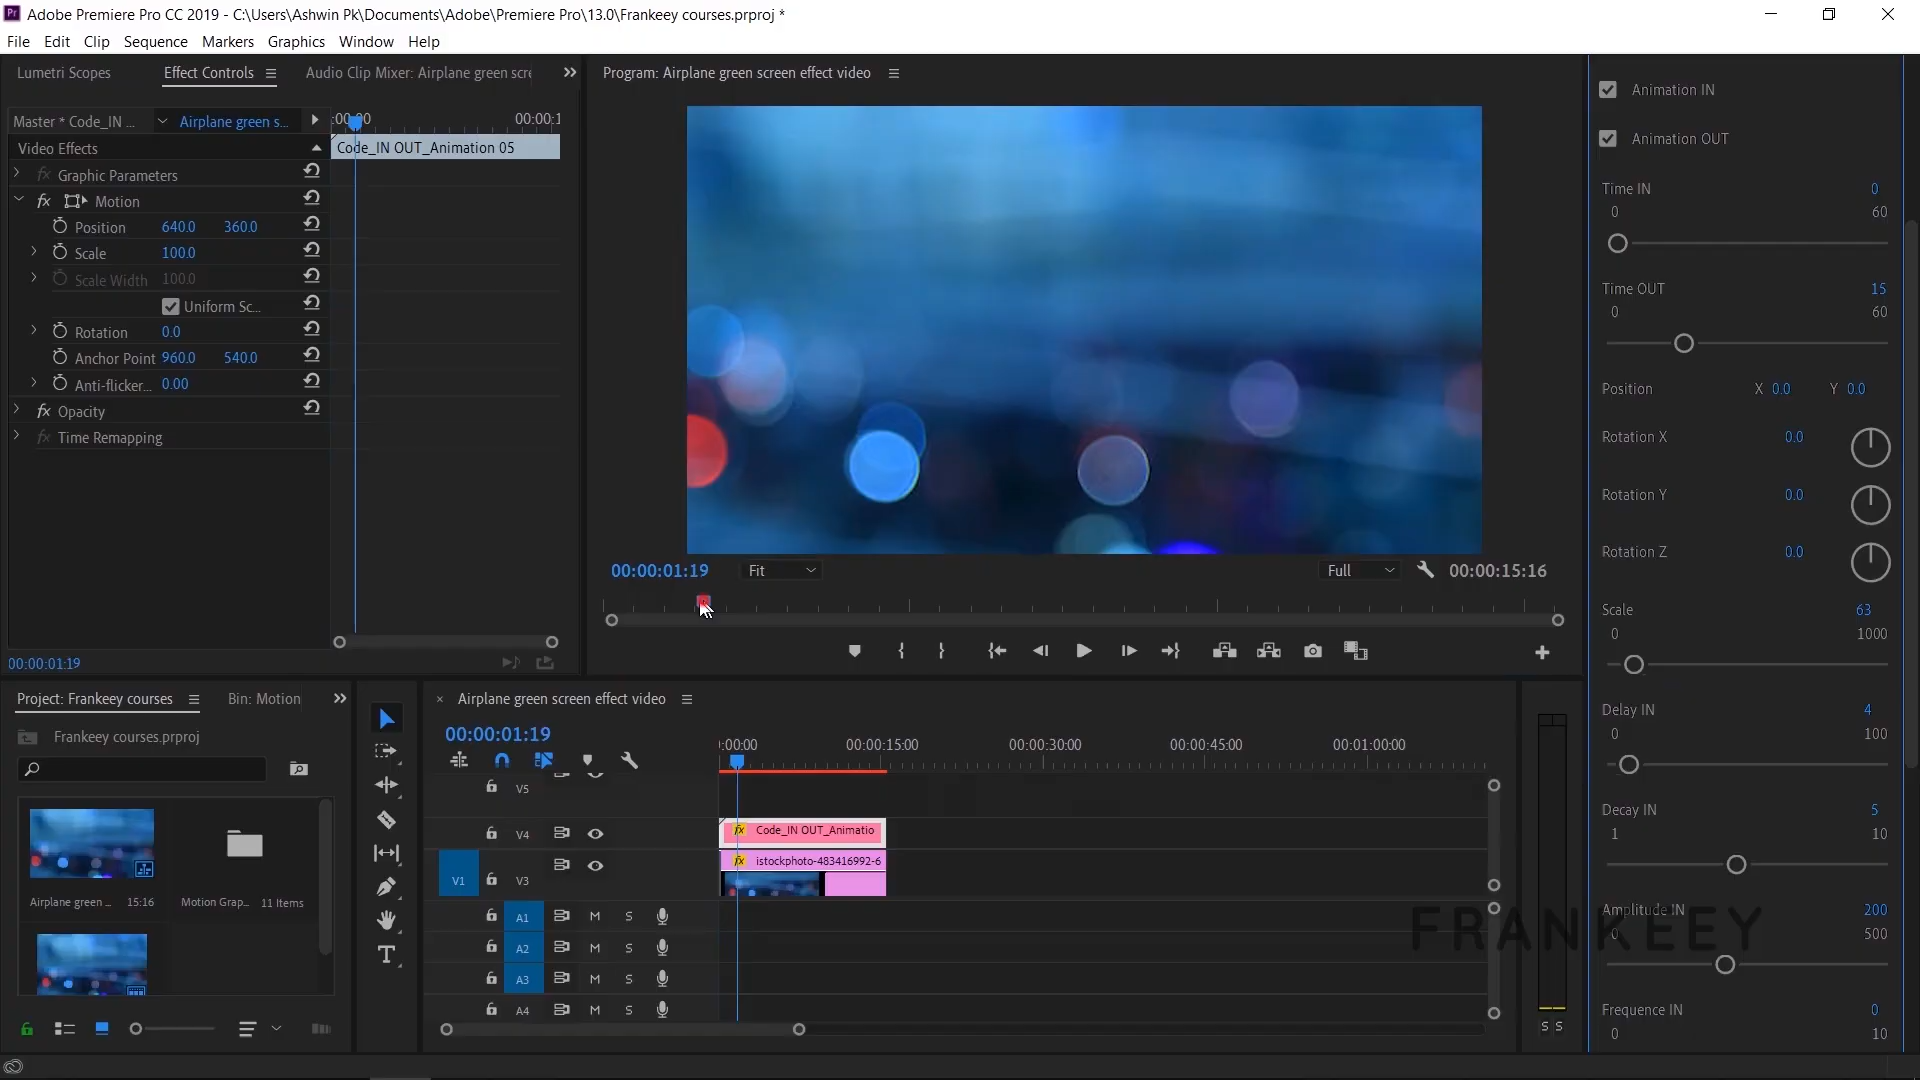 Adobe Premiere Pro CC 2019 - C:\Users\Ashwin Pk\Documents\Adobe\Premiere Pro\13.0\Frankeey courses.prproj *
File Edit Clip Sequence Markers Graphics Window Help
Lumetri Scopes Effect Controls Audio Clip Mixer: Airplane green scre
Master * Code_IN ... Airplane green s... :00:00 00:00:1
Video Effects Code_IN OUT_Animation 05
fx Graphic Parameters
fx Motion
Position 640.0 360.0
Scale 100.0
Scale Width 100.0
Uniform Sc...
Rotation 0.0
Anchor Point 960.0 540.0
Anti-flicker... 0.00
fx Opacity
fx Time Remapping
00:00:01:19
Program: Airplane green screen effect video
00:00:01:19 Fit Full 00:00:15:16
Animation IN
Animation OUT
Time IN 0
0 60
Time OUT 15
0 60
Position X 0.0 Y 0.0
Rotation X 0.0
Rotation Y 0.0
Rotation Z 0.0
Scale 63
0 1000
Delay IN 4
0 100
Decay IN 5
1 10
Amplitude IN 200
0 500
Frequence IN 0
0 10
Project: Frankeey courses Bin: Motion
Frankeey courses.prproj
Airplane green ... 15:16 Motion Grap... 11 Items
Airplane green screen effect video
00:00:01:19
:00:00 00:00:15:00 00:00:30:00 00:00:45:00 00:01:00:00
V5
V4 fx Code_IN OUT_Animatio
fx istockphoto-483416992-6
V1 V3
A1 M S
A2 M S
A3 M S
A4 M S
S S
FRANKEEY